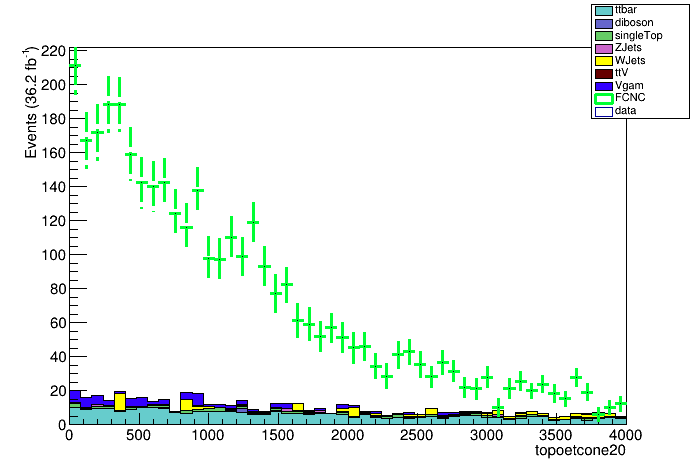 ttbar
diboson
singleTop
ZJets
WJets
ttV
Vgam
FCNC
data
Events (36.2 fb⁻¹)
220
200
180
160
140
120
100
80
60
40
20
0
0 500 1000 1500 2000 2500 3000 3500 4000
topoetcone20